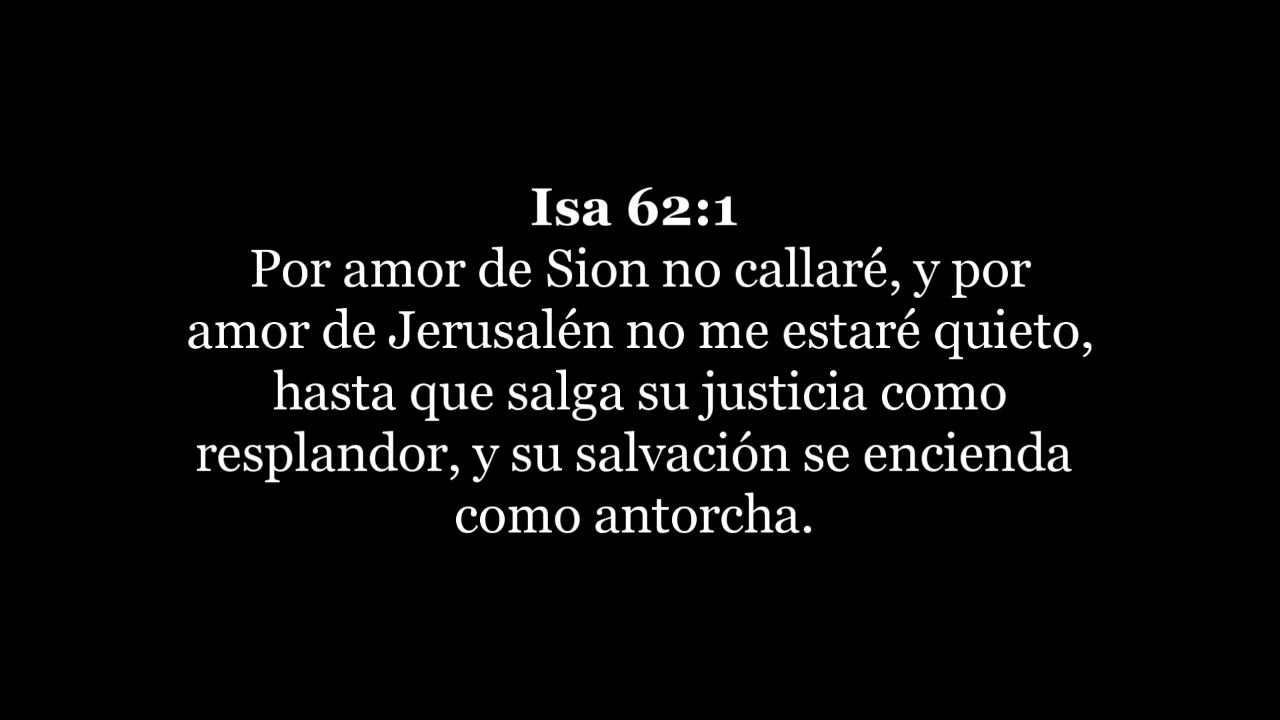 Isa 62:1
Por amor de Sion no callaré, y por
amor de Jerusalén no me estaré quieto,
hasta que salga su justicia como
resplandor, y su salvación se encienda
como antorcha.